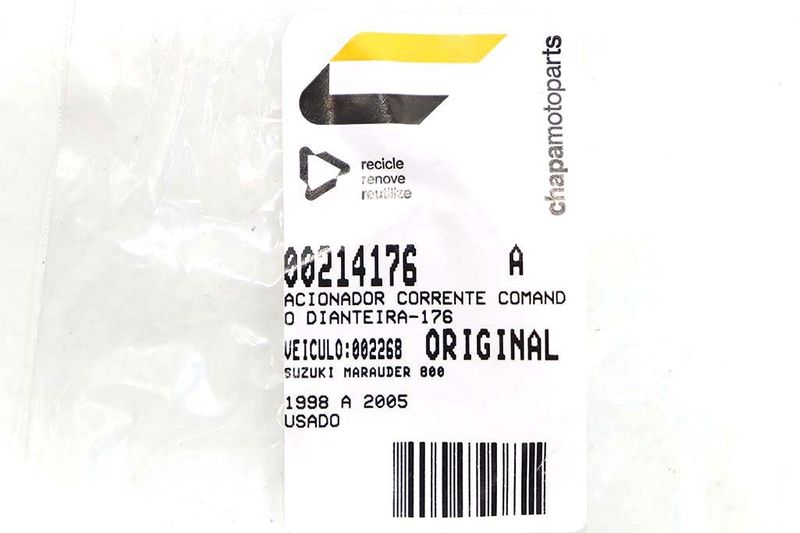 chapamotoparts
recicle
renove
reutilize
00214176 A
ACIONADOR CORRENTE COMAND
O DIANTEIRA-176
VEICULO:002268 ORIGINAL
SUZUKI MARAUDER 800
1998 A 2005
USADO